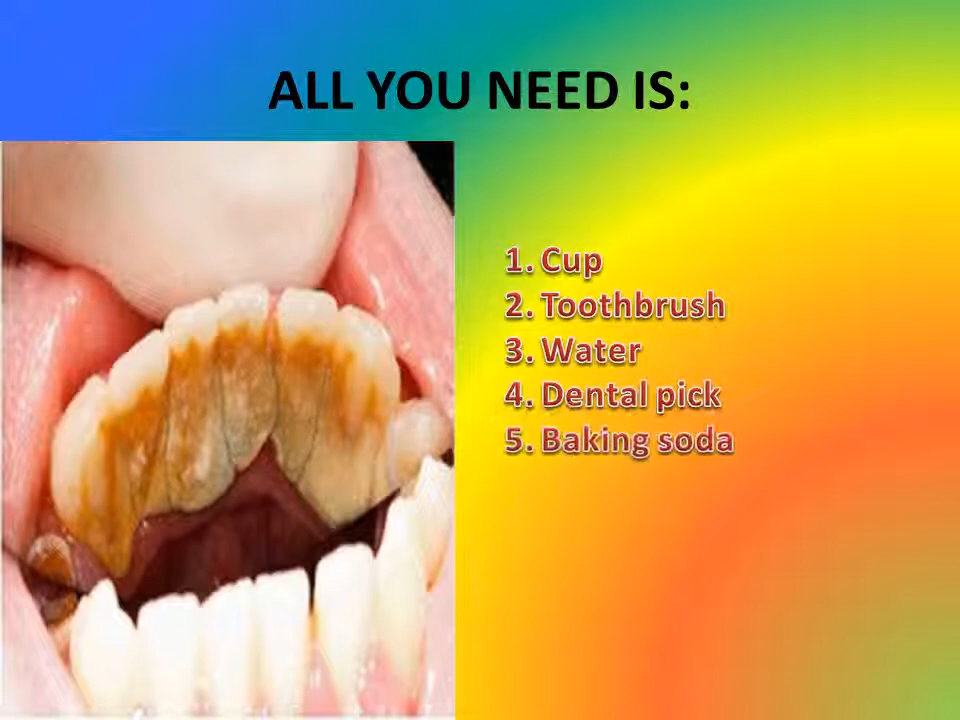 ALL YOU NEED IS:
1. Cup
2. Toothbrush
3. Water
4. Dental pick
5. Baking soda